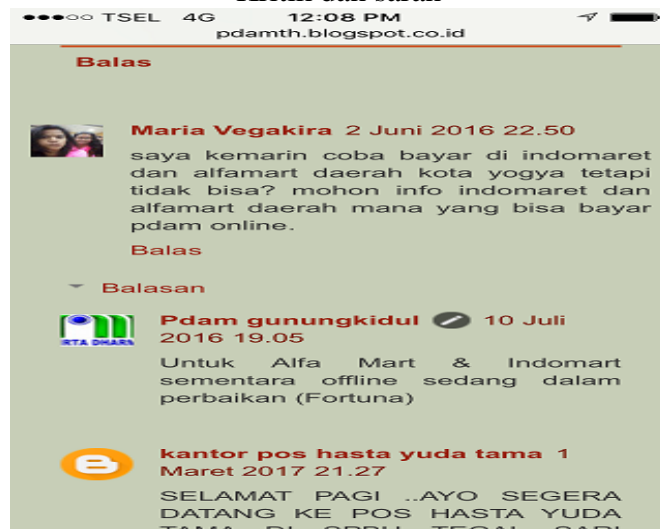 TSEL 4G 12:08 PM
pdamth.blogspot.co.id
Balas
Maria Vegakira 2 Juni 2016 22.50
saya kemarin coba bayar di indomaret
dan alfamart daerah kota yogya tetapi
tidak bisa? mohon info indomaret dan
alfamart daerah mana yang bisa bayar
pdam online.
Balas
Balasan
Pdam gunungkidul 10 Juli
2016 19.05
Untuk Alfa Mart & Indomart
sementara offline sedang dalam
perbaikan (Fortuna)
kantor pos hasta yuda tama 1
Maret 2017 21.27
SELAMAT PAGI ..AYO SEGERA
DATANG KE POS HASTA YUDA